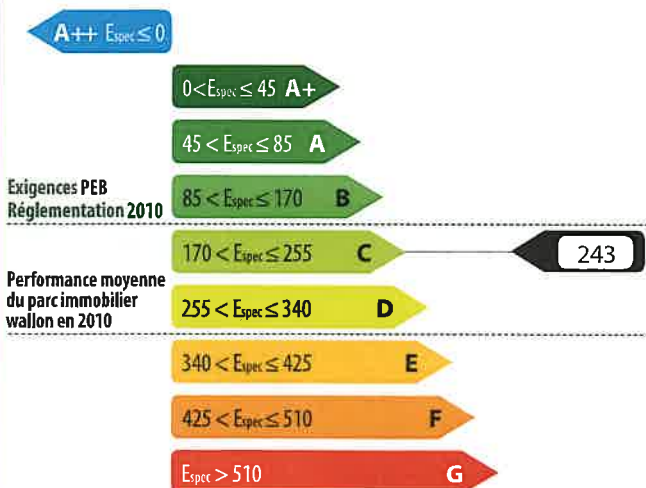 A++ Espec ≤ 0
0 < Espec ≤ 45 A+
45 < Espec ≤ 85 A
Exigences PEB
Réglementation 2010
85 < Espec ≤ 170 B
170 < Espec ≤ 255 C
243
Performance moyenne
du parc immobilier
wallon en 2010
255 < Espec ≤ 340 D
340 < Espec ≤ 425 E
425 < Espec ≤ 510 F
Espec > 510 G